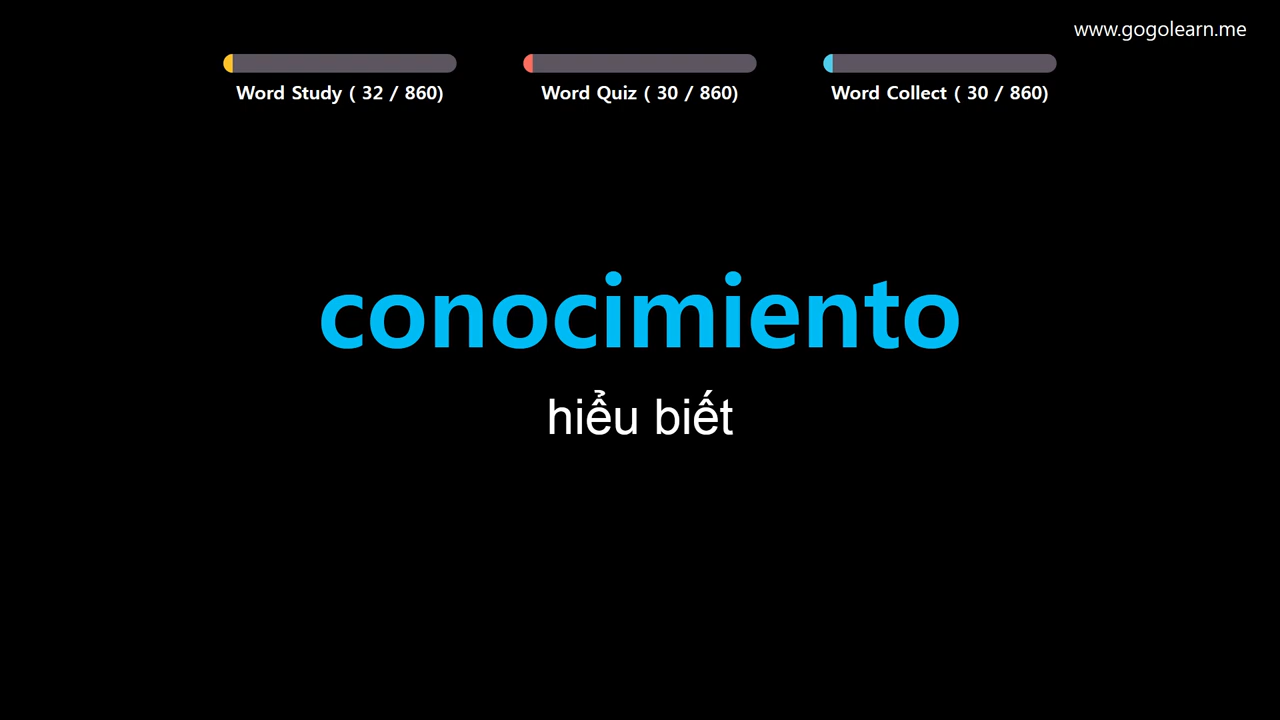 www.gogolearn.me
Word Study ( 32 / 860)
Word Quiz ( 30 / 860)
Word Collect ( 30 / 860)
conocimiento
hiểu biết